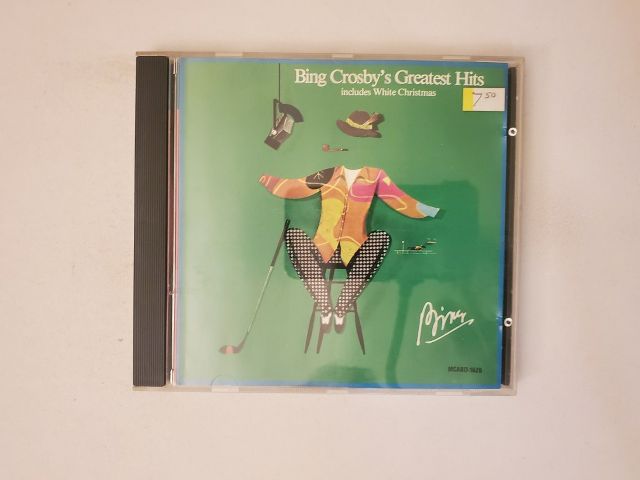 Bing Crosby's Greatest Hits
includes White Christmas
7 50
Bing
MCABD-1620